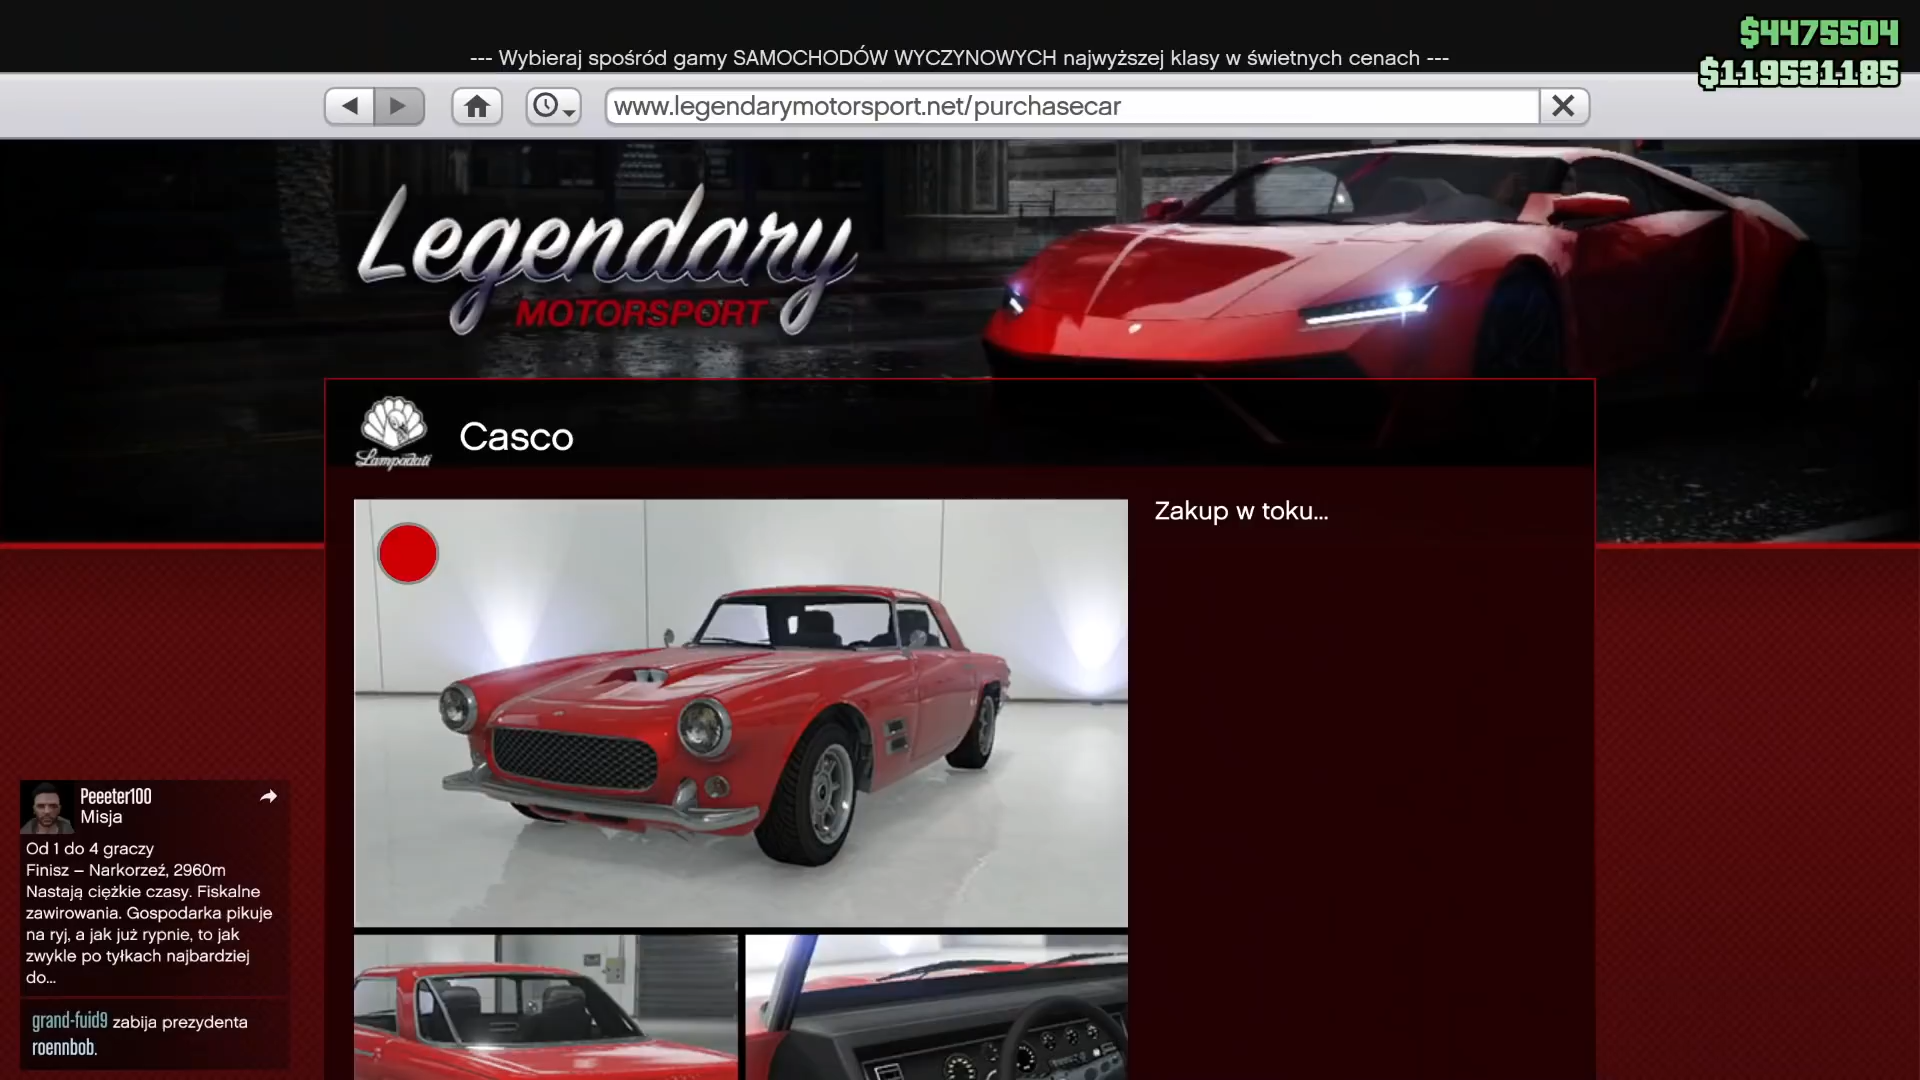 $4475504
--- Wybieraj spośród gamy SAMOCHODÓW WYCZYNOWYCH najwyższej klasy w świetnych cenach ---
$119531185
www.legendarymotorsport.net/purchasecar
Legendary
MOTORSPORT
Lampadati
Casco
Zakup w toku...
Peeeter100
Misja
Od 1 do 4 graczy
Finisz – Narkorzeź, 2960m
Nastają ciężkie czasy. Fiskalne
zawirowania. Gospodarka pikuje
na ryj, a jak już rypnie, to jak
zwykle po tyłkach najbardziej
do...
grand-fuid9 zabija prezydenta
roennbob.